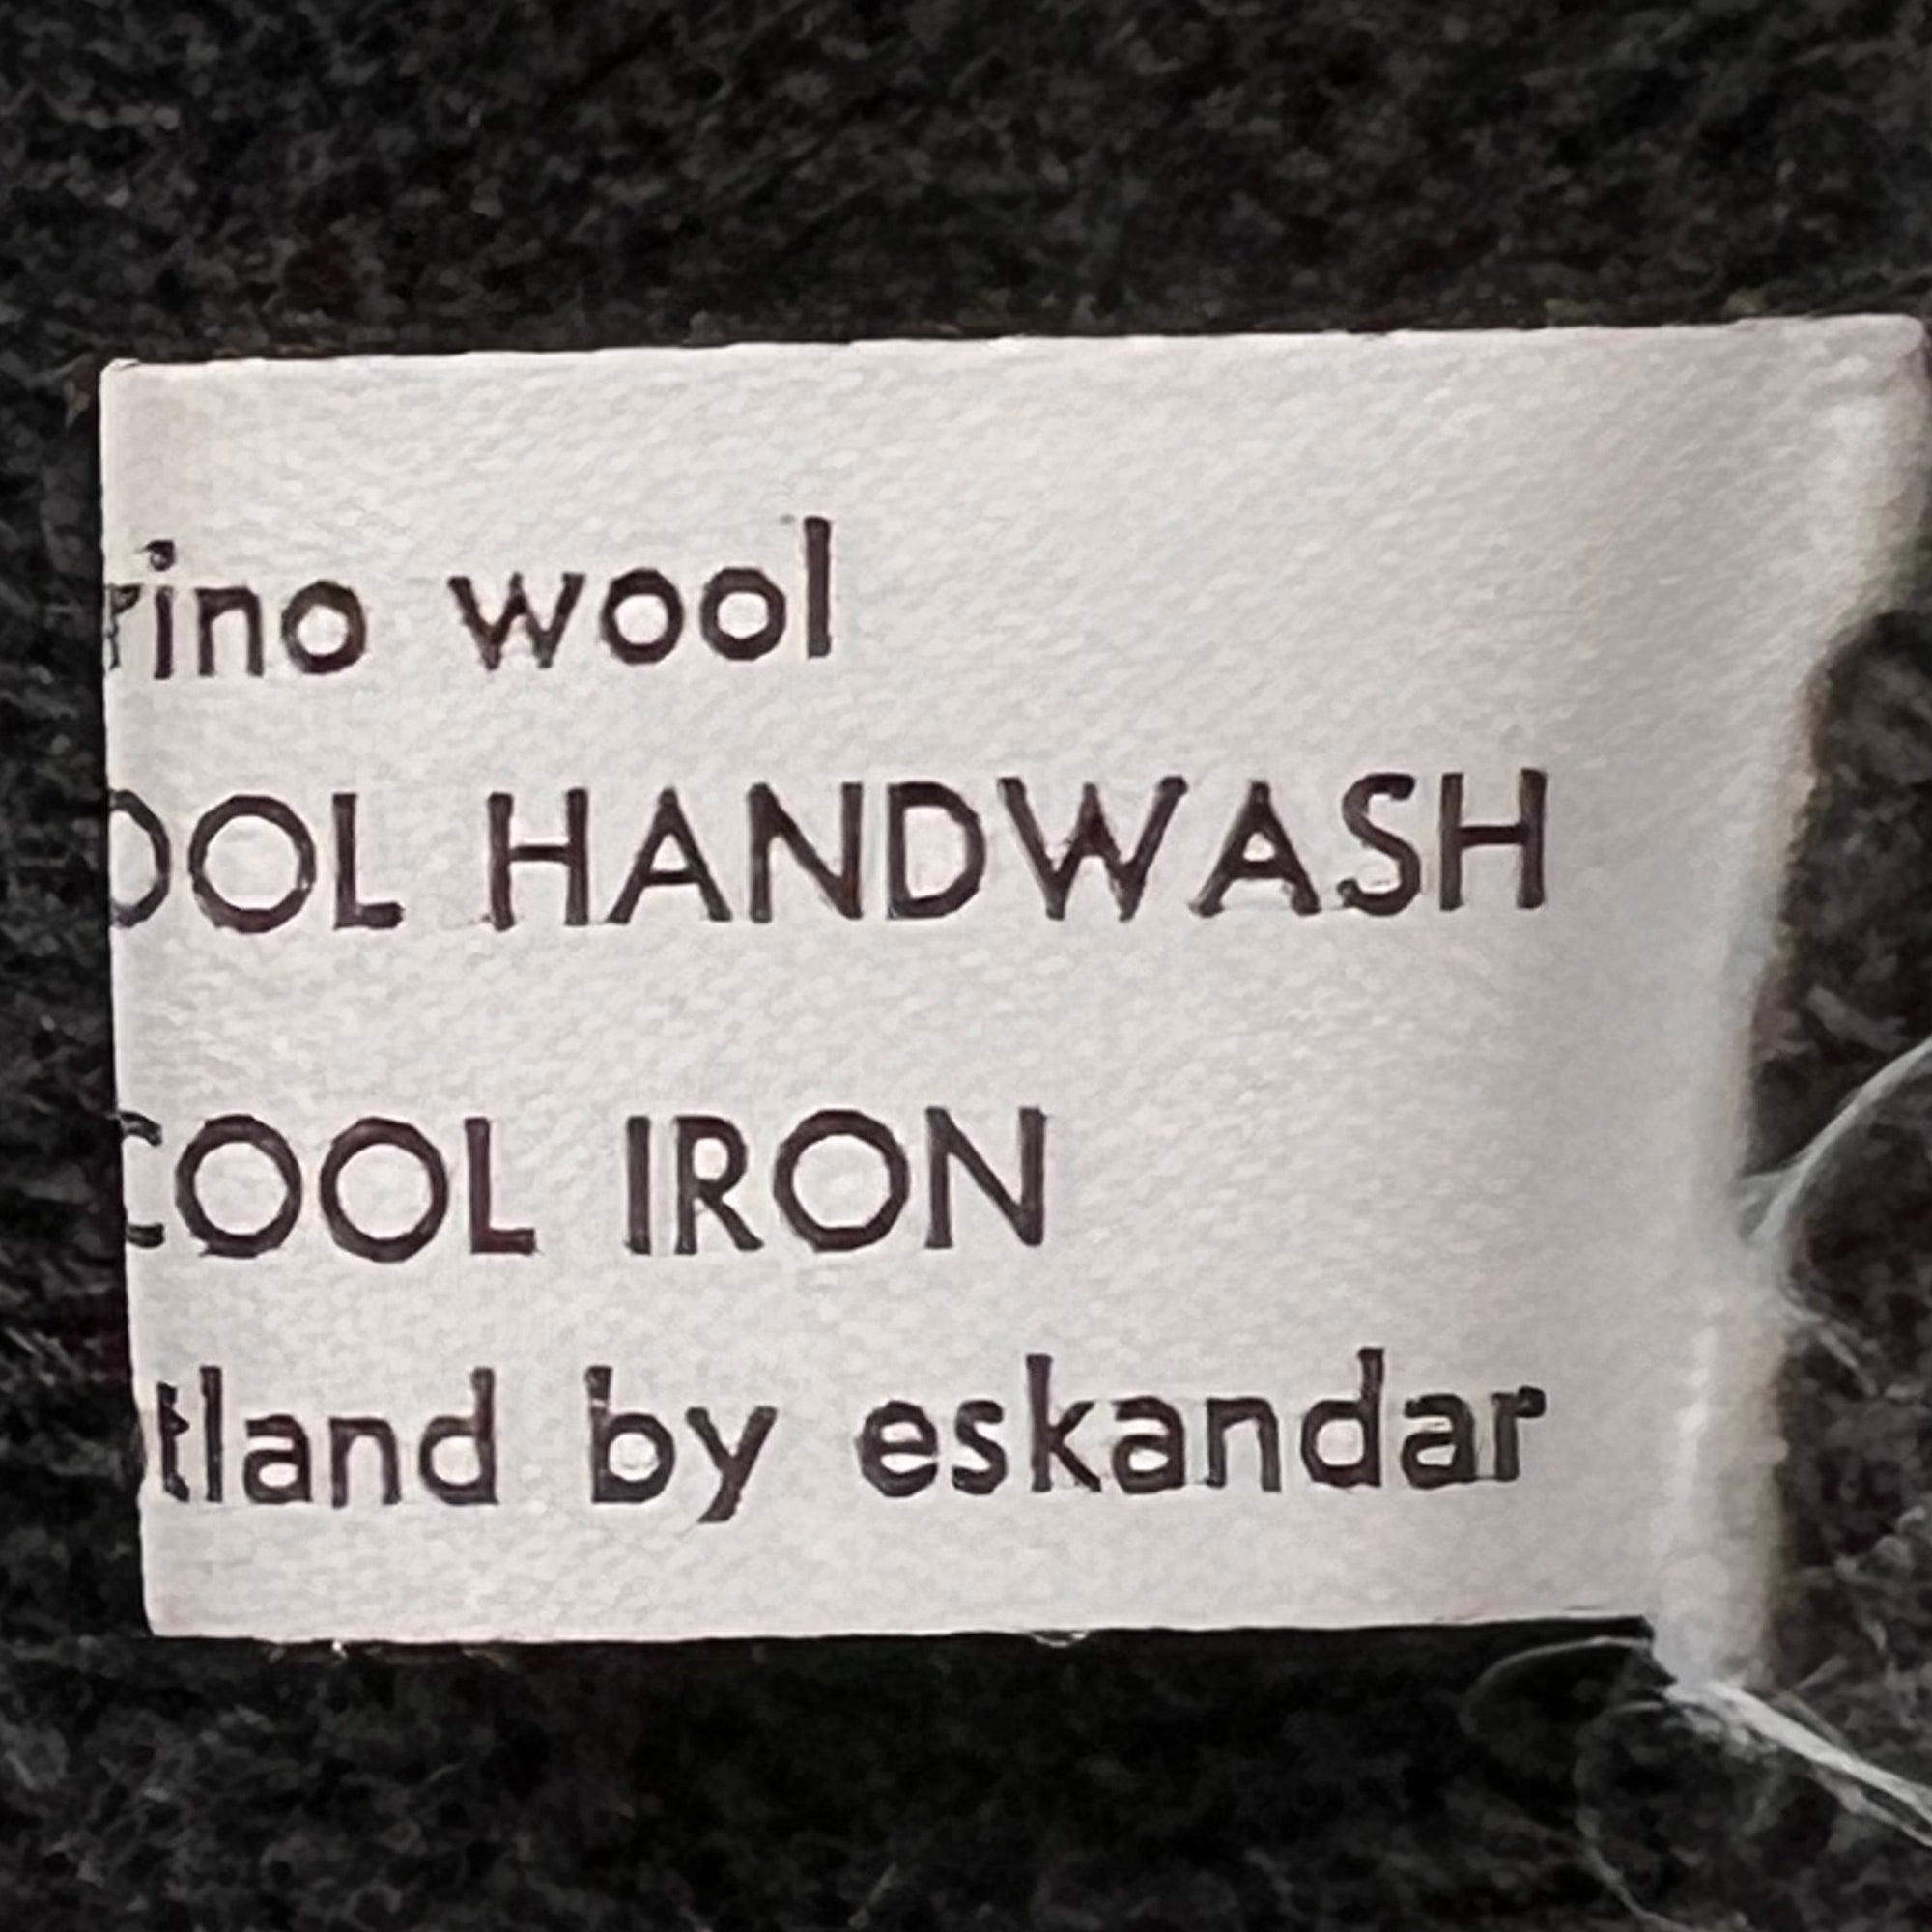 rino wool
OOL HANDWASH
COOL IRON
tland by eskandar